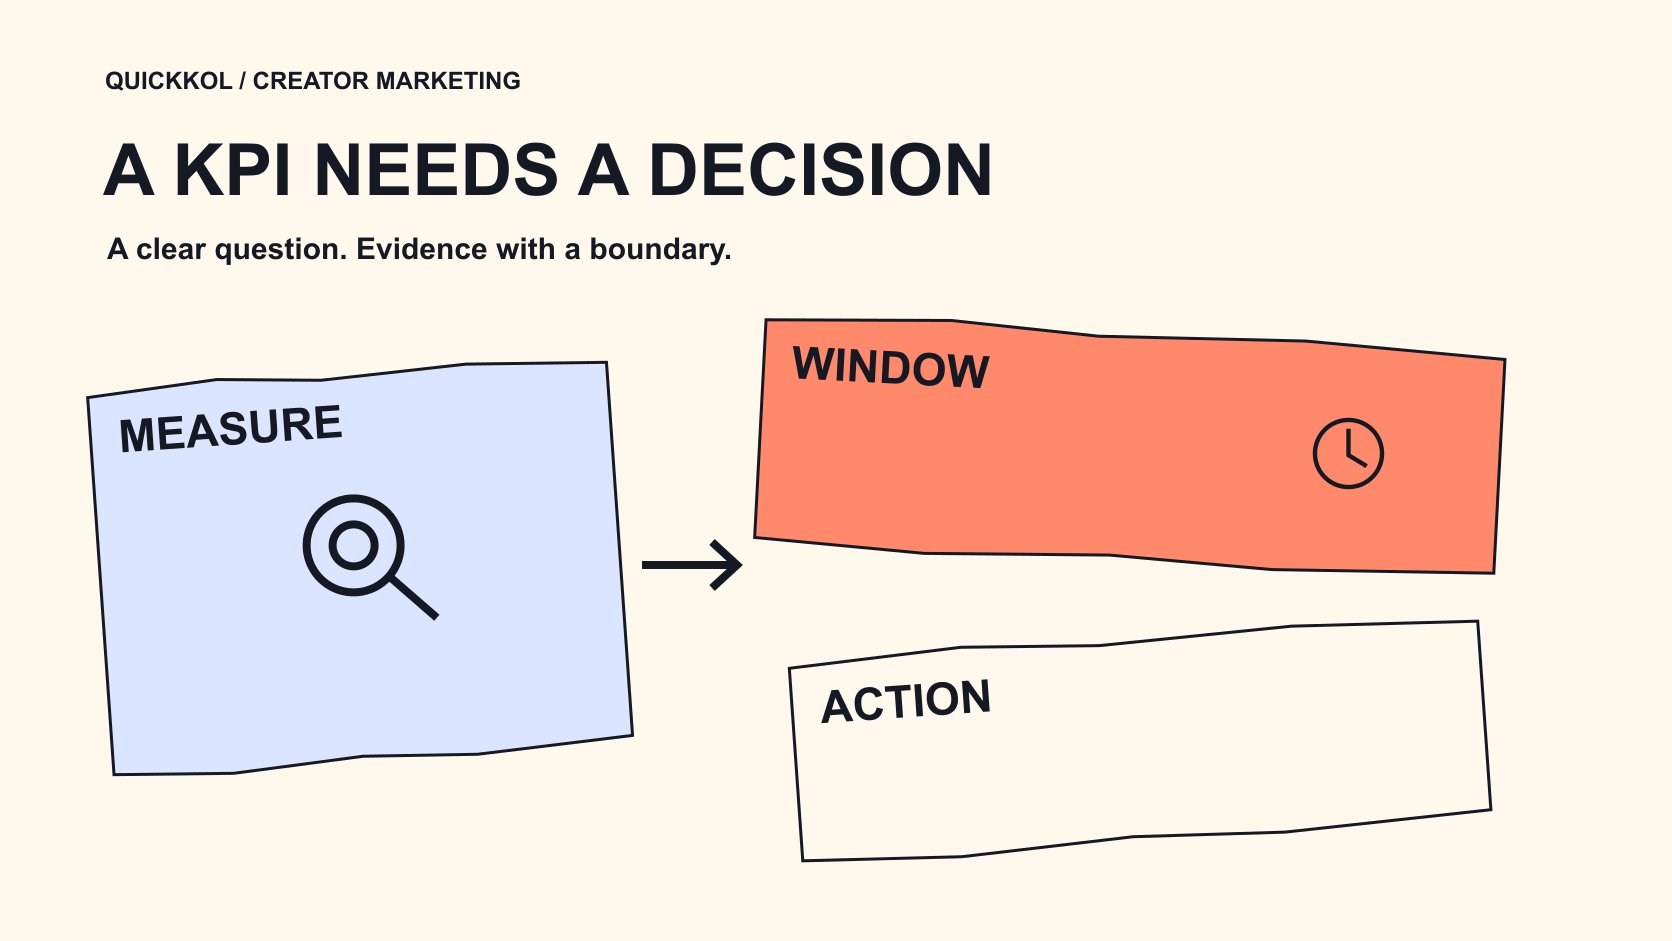 QUICKKOL / CREATOR MARKETING
A KPI NEEDS A DECISION
A clear question. Evidence with a boundary.
MEASURE
WINDOW
ACTION